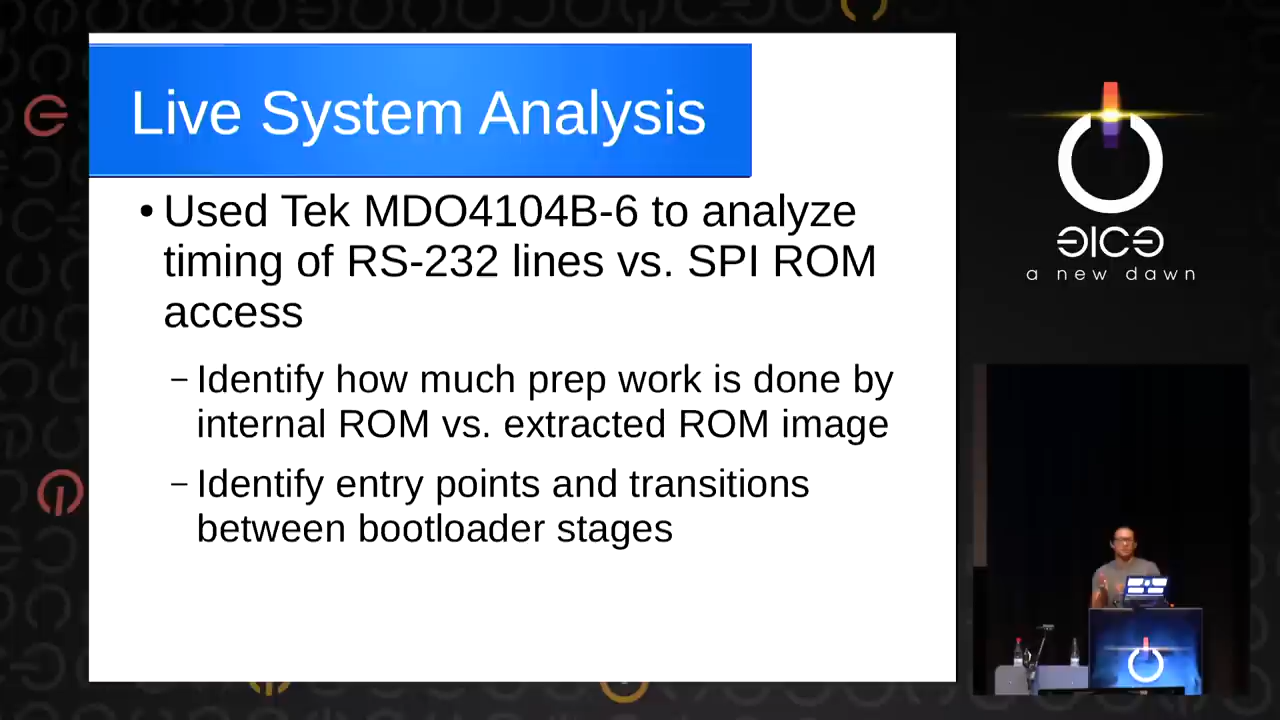 Live System Analysis
• Used Tek MDO4104B-6 to analyze
timing of RS-232 lines vs. SPI ROM
access
– Identify how much prep work is done by
internal ROM vs. extracted ROM image
– Identify entry points and transitions
between bootloader stages
a new dawn